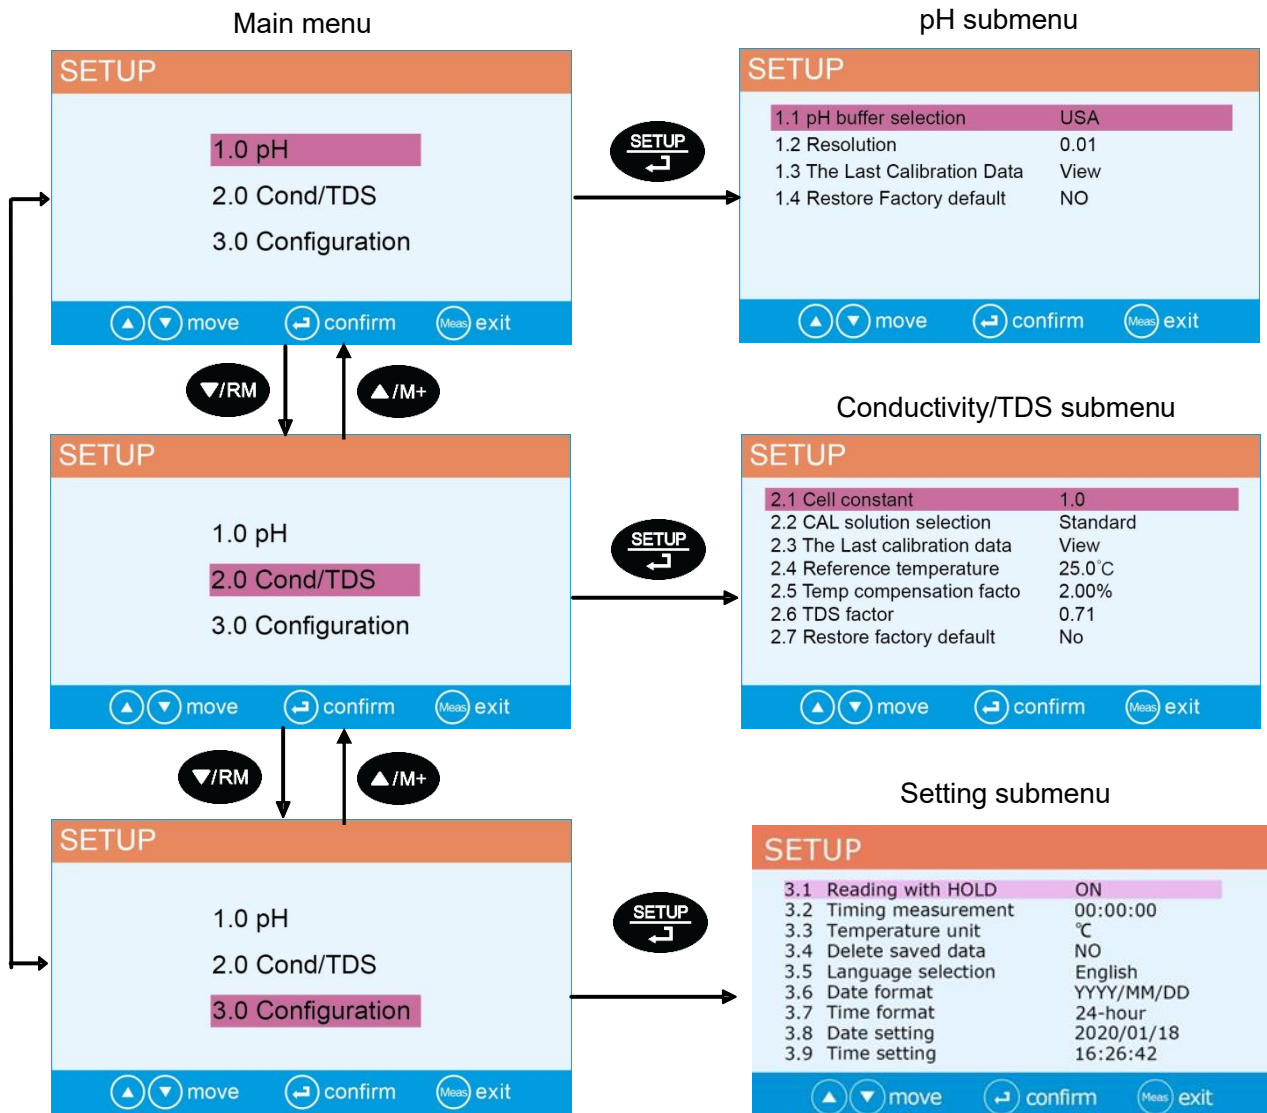 Main menu
SETUP
1.0 pH
2.0 Cond/TDS
3.0 Configuration
move confirm Meas exit
SETUP
pH submenu
SETUP
1.1 pH buffer selection USA
1.2 Resolution 0.01
1.3 The Last Calibration Data View
1.4 Restore Factory default NO
move confirm Meas exit
▼/RM ▲/M+
SETUP
1.0 pH
2.0 Cond/TDS
3.0 Configuration
move confirm Meas exit
SETUP
Conductivity/TDS submenu
SETUP
2.1 Cell constant 1.0
2.2 CAL solution selection Standard
2.3 The Last calibration data View
2.4 Reference temperature 25.0°C
2.5 Temp compensation facto 2.00%
2.6 TDS factor 0.71
2.7 Restore factory default No
move confirm Meas exit
▼/RM ▲/M+
SETUP
1.0 pH
2.0 Cond/TDS
3.0 Configuration
move confirm Meas exit
SETUP
Setting submenu
SETUP
3.1 Reading with HOLD ON
3.2 Timing measurement 00:00:00
3.3 Temperature unit ℃
3.4 Delete saved data NO
3.5 Language selection English
3.6 Date format YYYY/MM/DD
3.7 Time format 24-hour
3.8 Date setting 2020/01/18
3.9 Time setting 16:26:42
move confirm Meas exit